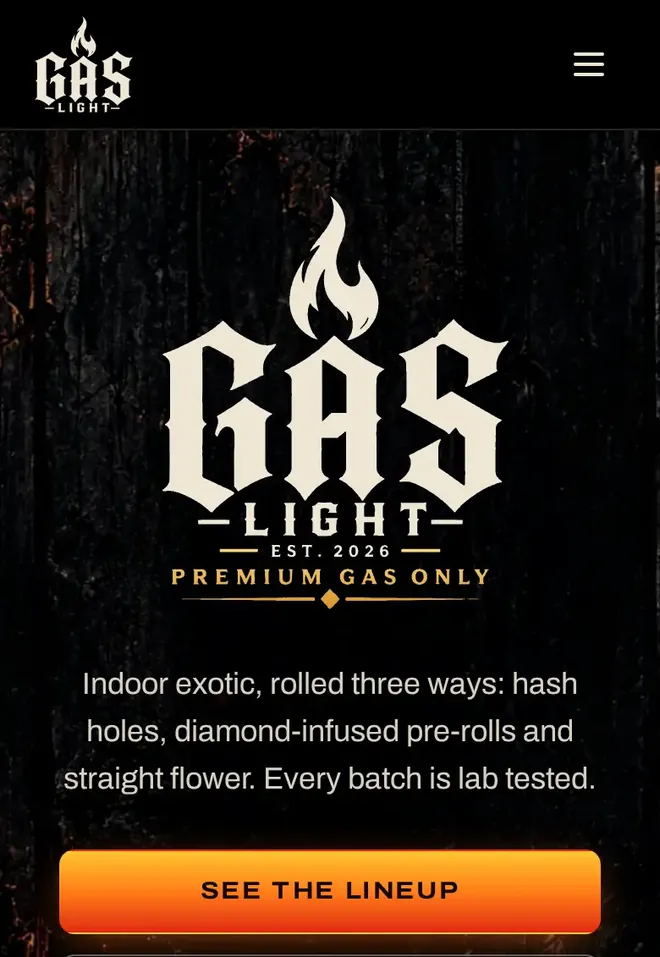 GAS
LIGHT
GAS
LIGHT
EST. 2026
PREMIUM GAS ONLY
Indoor exotic, rolled three ways: hash
holes, diamond-infused pre-rolls and
straight flower. Every batch is lab tested.
SEE THE LINEUP